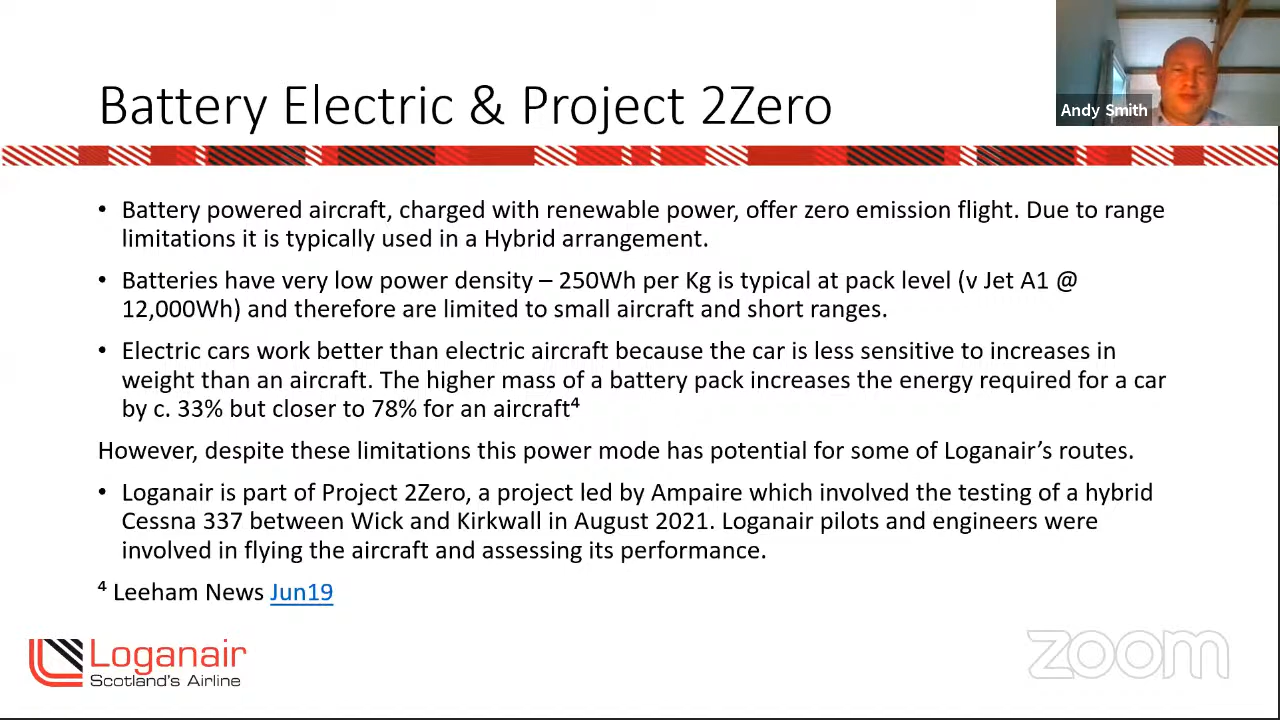 Battery Electric & Project 2Zero
Andy Smith
• Battery powered aircraft, charged with renewable power, offer zero emission flight. Due to range
limitations it is typically used in a Hybrid arrangement.
• Batteries have very low power density – 250Wh per Kg is typical at pack level (v Jet A1 @
12,000Wh) and therefore are limited to small aircraft and short ranges.
• Electric cars work better than electric aircraft because the car is less sensitive to increases in
weight than an aircraft. The higher mass of a battery pack increases the energy required for a car
by c. 33% but closer to 78% for an aircraft⁴
However, despite these limitations this power mode has potential for some of Loganair’s routes.
• Loganair is part of Project 2Zero, a project led by Ampaire which involved the testing of a hybrid
Cessna 337 between Wick and Kirkwall in August 2021. Loganair pilots and engineers were
involved in flying the aircraft and assessing its performance.
⁴ Leeham News Jun19
Loganair
Scotland's Airline
zoom